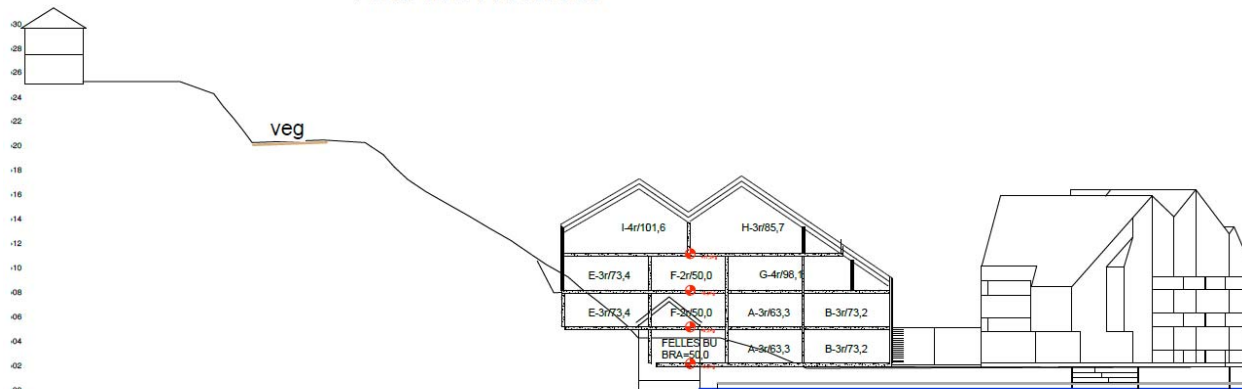 30
28
26
24
veg
22
20
18
16
14
I-4r/101,6 H-3r/85,7
12
10
E-3r/73,4 F-2r/50,0 G-4r/98,1
08
06
E-3r/73,4 F-2r/50,0 A-3r/63,3 B-3r/73,2
04
FELLES BU
BRA=50,0 A-3r/63,3 B-3r/73,2
02